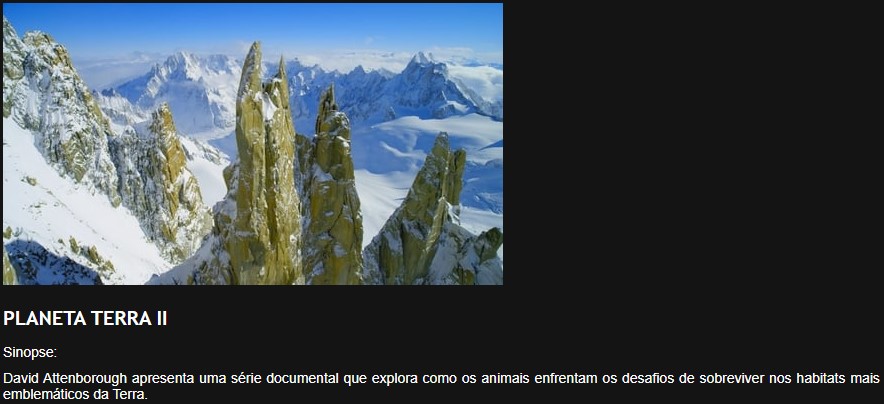 PLANETA TERRA II
Sinopse:
David Attenborough apresenta uma série documental que explora como os animais enfrentam os desafios de sobreviver nos habitats mais
emblemáticos da Terra.